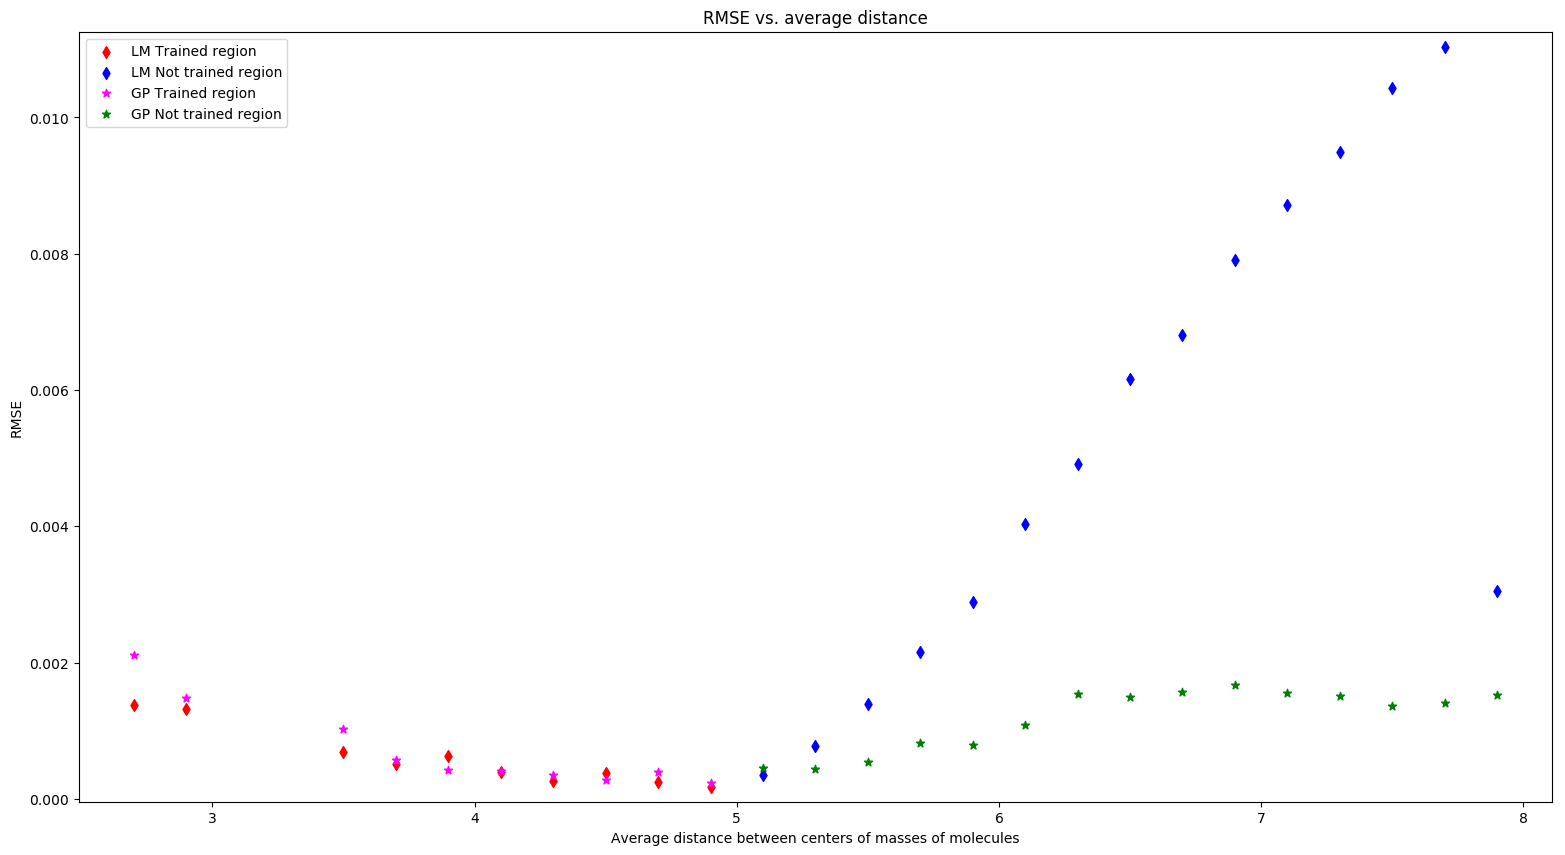 RMSE vs. average distance
LM Trained region
LM Not trained region
GP Trained region
GP Not trained region
0.010
0.008
0.006
0.004
0.002
0.000
RMSE
3 4 5 6 7 8
Average distance between centers of masses of molecules